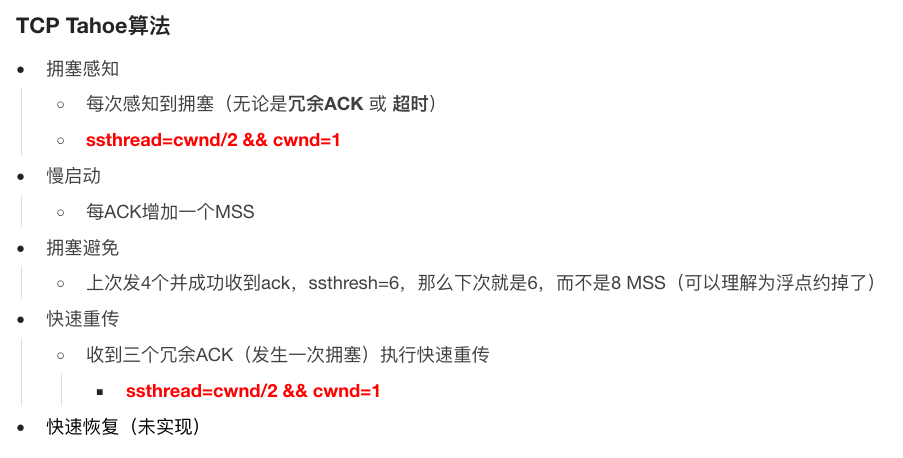 TCP Tahoe算法
拥塞感知
每次感知到拥塞（无论是冗余ACK 或 超时）
ssthread=cwnd/2 && cwnd=1
慢启动
每ACK增加一个MSS
拥塞避免
上次发4个并成功收到ack，ssthresh=6，那么下次就是6，而不是8 MSS（可以理解为浮点约掉了）
快速重传
收到三个冗余ACK（发生一次拥塞）执行快速重传
ssthread=cwnd/2 && cwnd=1
快速恢复（未实现）